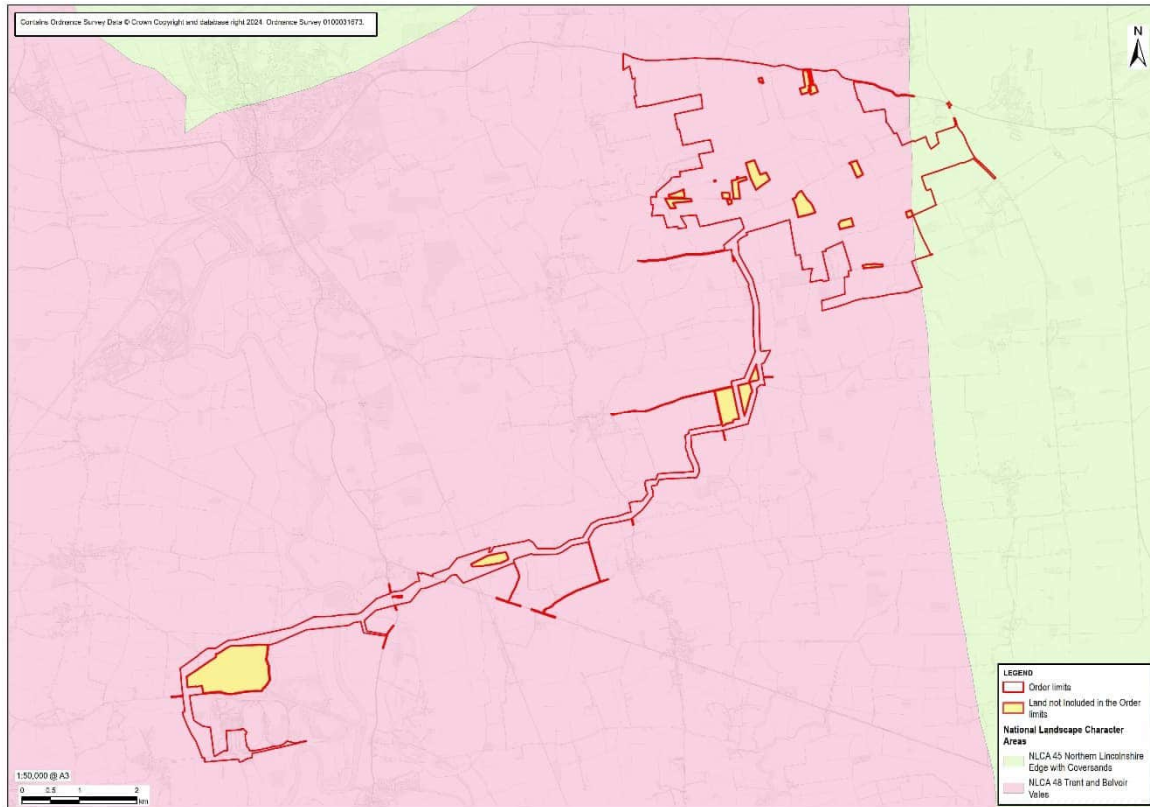 Contains Ordnance Survey Data © Crown Copyright and database right 2024. Ordnance Survey 0100031673.
N
LEGEND
Order limits
Land not Included in the Order
limits
National Landscape Character
Areas
NLCA 45 Northern Lincolnshire
Edge with Coversands
NLCA 48 Trent and Belvoir
Vales
1:50,000 @ A3
0 0.5 1 2
km